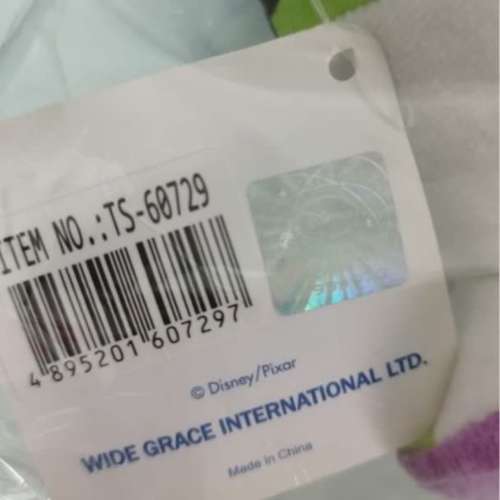 ITEM NO.:TS-60729
4 895201 607297
© Disney/Pixar
WIDE GRACE INTERNATIONAL LTD.
Made in China